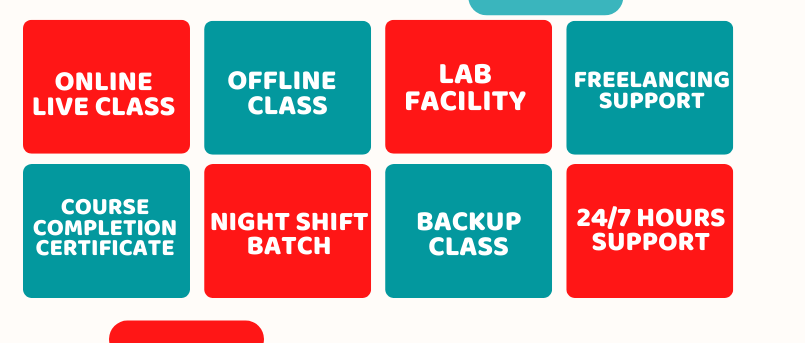 ONLINE
LIVE CLASS
OFFLINE
CLASS
LAB
FACILITY
FREELANCING
SUPPORT
COURSE
COMPLETION
CERTIFICATE
NIGHT SHIFT
BATCH
BACKUP
CLASS
24/7 HOURS
SUPPORT